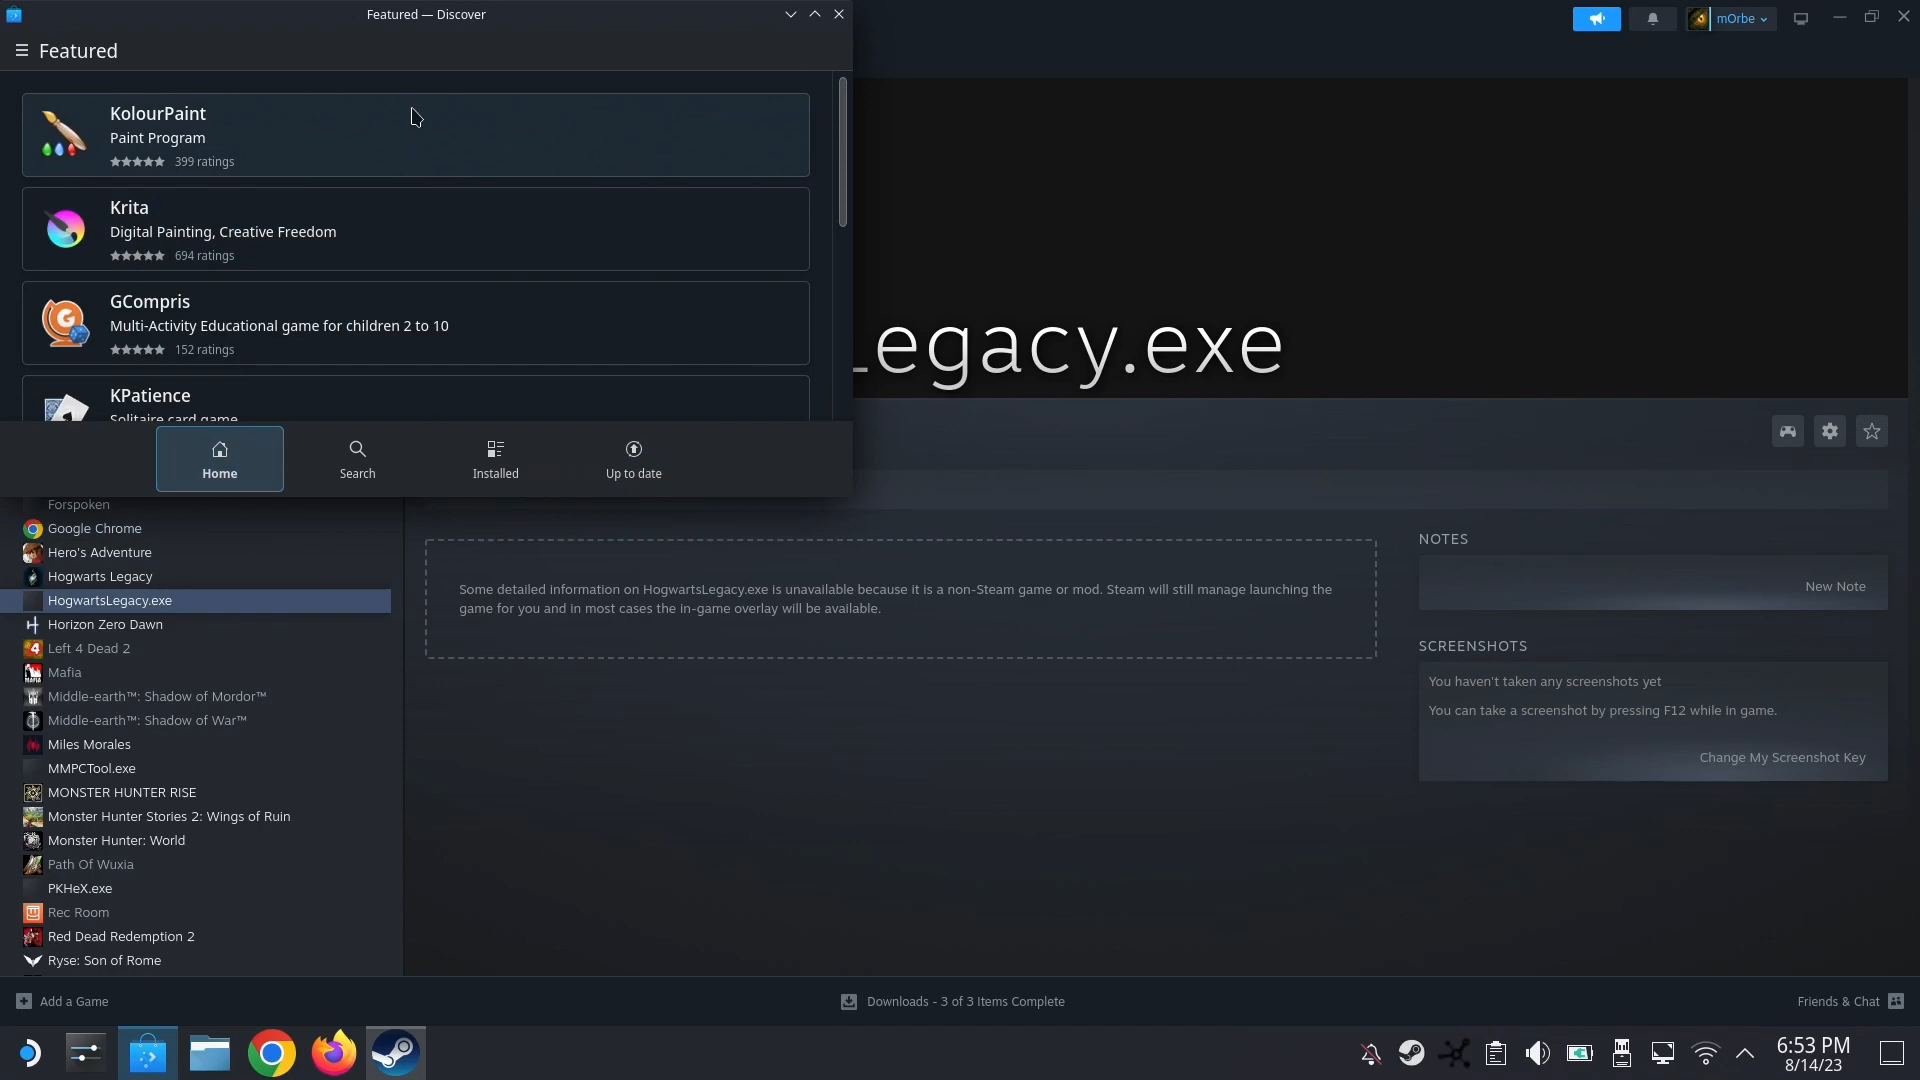 Featured — Discover
mOrbe
Featured
KolourPaint
Paint Program
399 ratings
Krita
Digital Painting, Creative Freedom
694 ratings
GCompris
Multi-Activity Educational game for children 2 to 10
152 ratings
KPatience
Solitaire card game
Home
Search
Installed
Up to date
Legacy.exe
Forspoken
Google Chrome
Hero's Adventure
Hogwarts Legacy
HogwartsLegacy.exe
Horizon Zero Dawn
Left 4 Dead 2
Mafia
Middle-earth™: Shadow of Mordor™
Middle-earth™: Shadow of War™
Miles Morales
MMPCTool.exe
MONSTER HUNTER RISE
Monster Hunter Stories 2: Wings of Ruin
Monster Hunter: World
Path Of Wuxia
PKHeX.exe
Rec Room
Red Dead Redemption 2
Ryse: Son of Rome
Some detailed information on HogwartsLegacy.exe is unavailable because it is a non-Steam game or mod. Steam will still manage launching the
game for you and in most cases the in-game overlay will be available.
NOTES
New Note
SCREENSHOTS
You haven't taken any screenshots yet
You can take a screenshot by pressing F12 while in game.
Change My Screenshot Key
Add a Game
Downloads - 3 of 3 Items Complete
Friends & Chat
6:53 PM
8/14/23